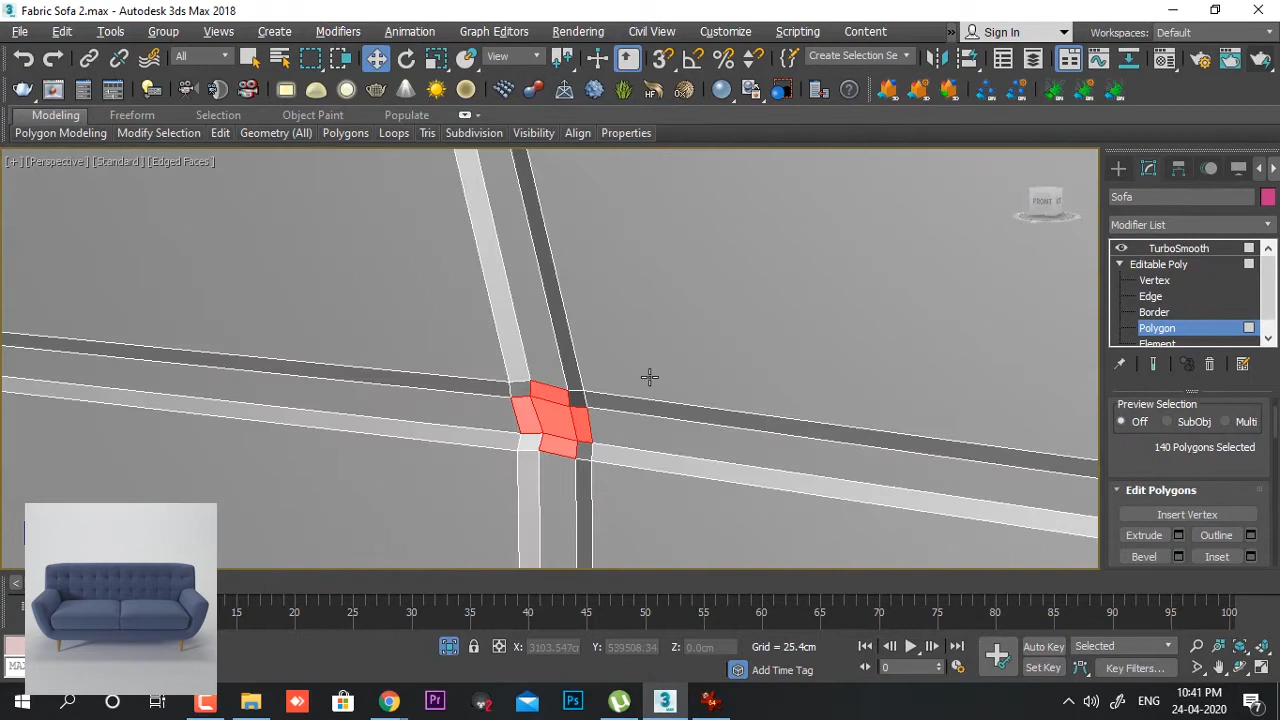 Fabric Sofa 2.max - Autodesk 3ds Max 2018
File Edit Tools Group Views Create Modifiers Animation Graph Editors Rendering Civil View Customize Scripting Content » Sign In Workspaces: Default
All View Create Selection Se
Modeling Freeform Selection Object Paint Populate
Polygon Modeling Modify Selection Edit Geometry (All) Polygons Loops Tris Subdivision Visibility Align Properties
[+] [Perspective] [Standard] [Edged Faces]
FRONT
Sofa
Modifier List
TurboSmooth
Editable Poly
Vertex
Edge
Border
Polygon
Element
Preview Selection
Off SubObj Multi
140 Polygons Selected
Edit Polygons
Insert Vertex
Extrude Outline
Bevel Inset
15 20 25 30 35 40 45 50 55 60 65 70 75 80 85 90 95 100
X: 3103.547cr Y: 539508.34 Z: 0.0cm Grid = 25.4cm Auto Key Selected
Add Time Tag 0 Set Key Key Filters...
MAX
ENG 10:41 PM
24-04-2020